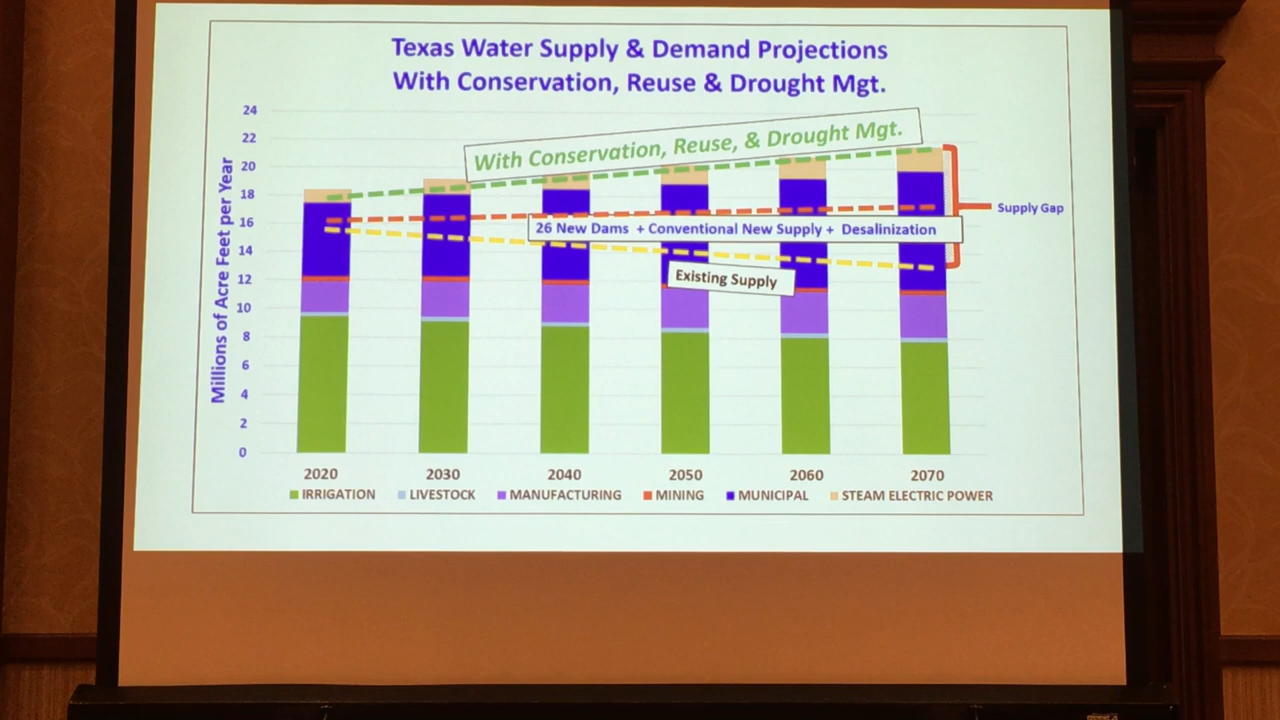 Texas Water Supply & Demand Projections
With Conservation, Reuse & Drought Mgt.
Millions of Acre Feet per Year
24
22
20
18
16
14
12
10
8
6
4
2
0
With Conservation, Reuse, & Drought Mgt.
Supply Gap
26 New Dams + Conventional New Supply + Desalinization
Existing Supply
2020 2030 2040 2050 2060 2070
IRRIGATION LIVESTOCK MANUFACTURING MINING MUNICIPAL STEAM ELECTRIC POWER